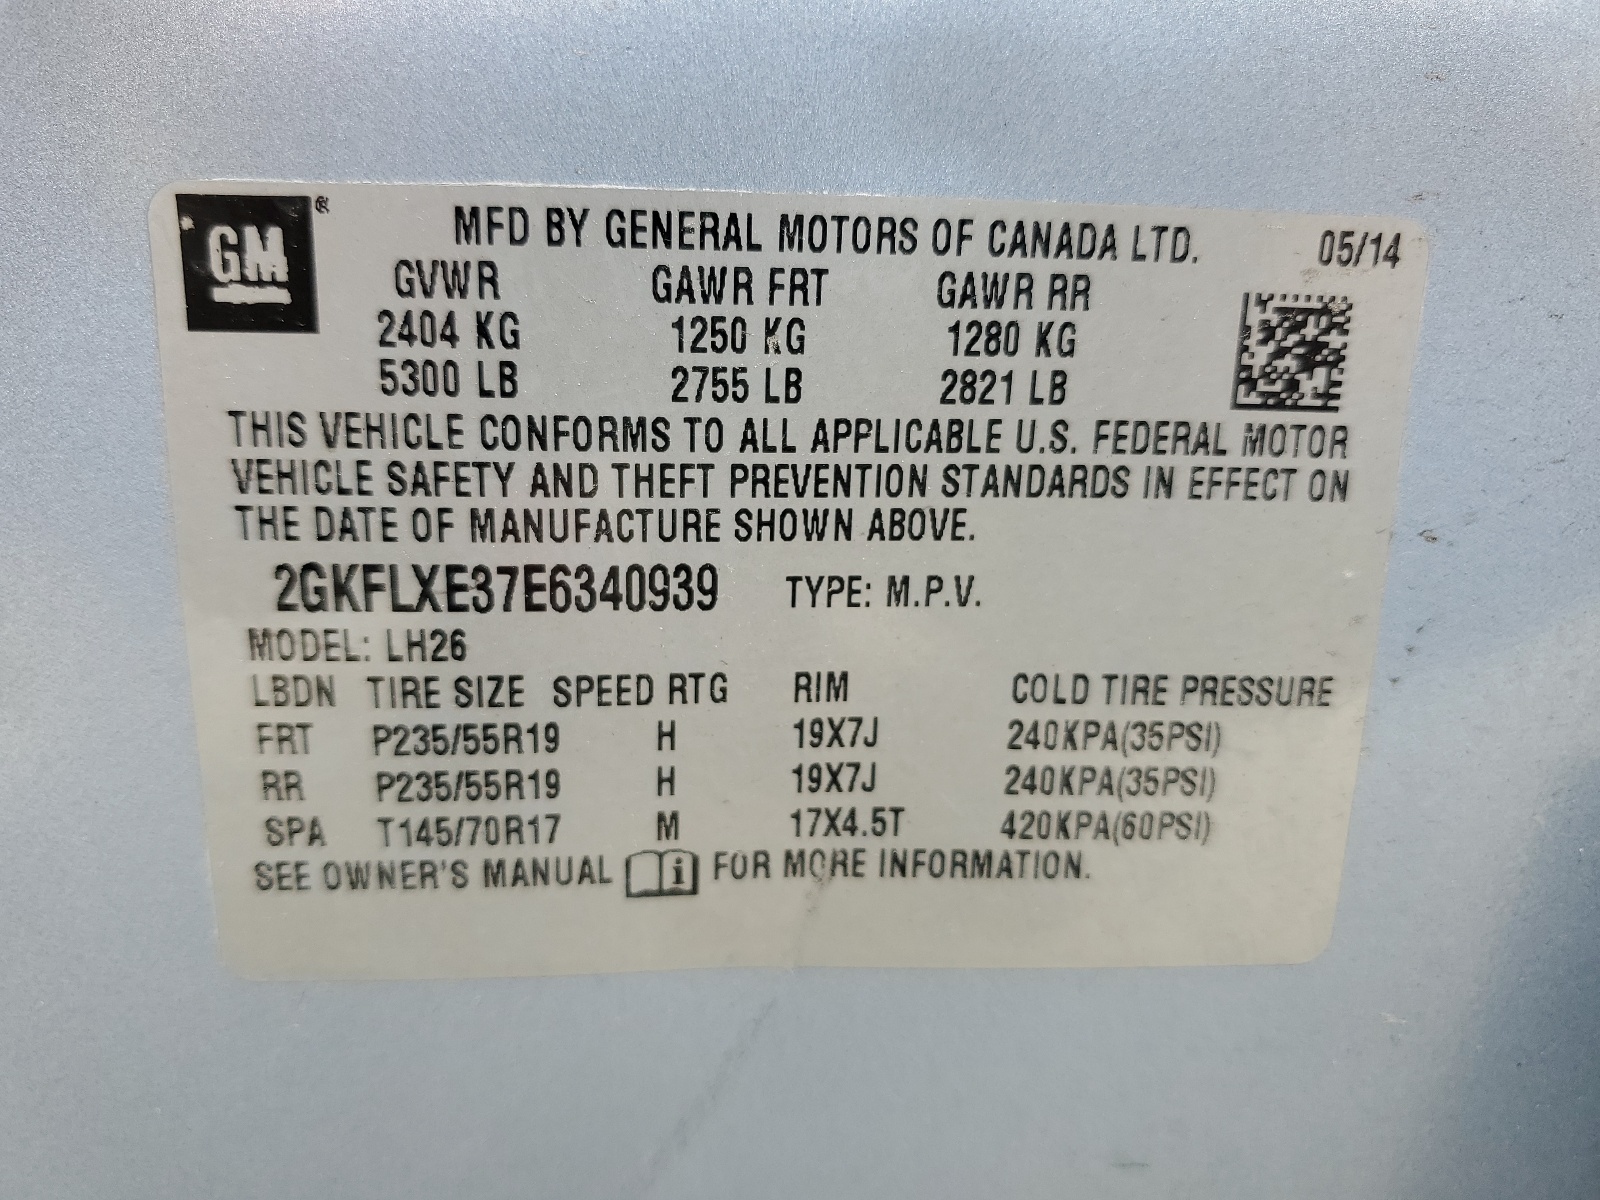 GM ®
MFD BY GENERAL MOTORS OF CANADA LTD. 05/14
GVWR GAWR FRT GAWR RR
2404 KG 1250 KG 1280 KG
5300 LB 2755 LB 2821 LB
THIS VEHICLE CONFORMS TO ALL APPLICABLE U.S. FEDERAL MOTOR
VEHICLE SAFETY AND THEFT PREVENTION STANDARDS IN EFFECT ON
THE DATE OF MANUFACTURE SHOWN ABOVE.
2GKFLXE37E6340939 TYPE: M.P.V.
MODEL: LH26
LBDN TIRE SIZE SPEED RTG RIM COLD TIRE PRESSURE
FRT P235/55R19 H 19X7J 240KPA(35PSI)
RR P235/55R19 H 19X7J 240KPA(35PSI)
SPA T145/70R17 M 17X4.5T 420KPA(60PSI)
SEE OWNER'S MANUAL i FOR MORE INFORMATION.